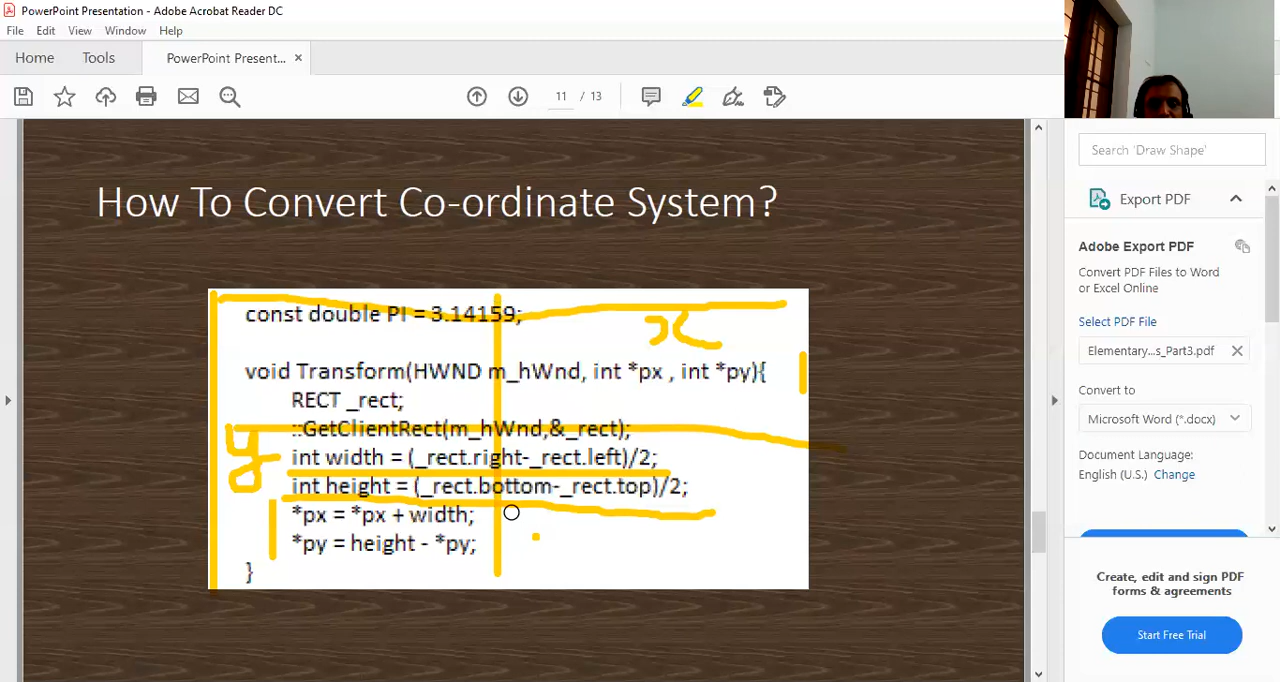 PowerPoint Presentation - Adobe Acrobat Reader DC
File Edit View Window Help
Home Tools PowerPoint Present... ×
11 / 13
Search 'Draw Shape'
Export PDF
Adobe Export PDF
Convert PDF Files to Word
or Excel Online
Select PDF File
Elementary...s_Part3.pdf
Convert to
Microsoft Word (*.docx)
Document Language:
English (U.S.) Change
Create, edit and sign PDF
forms & agreements
Start Free Trial
How To Convert Co-ordinate System?
const double PI = 3.14159;
x
void Transform(HWND m_hWnd, int *px , int *py){
RECT _rect;
::GetClientRect(m_hWnd,&_rect);
y
int width = (_rect.right-_rect.left)/2;
int height = (_rect.bottom-_rect.top)/2;
*px = *px + width;
*py = height - *py;
}